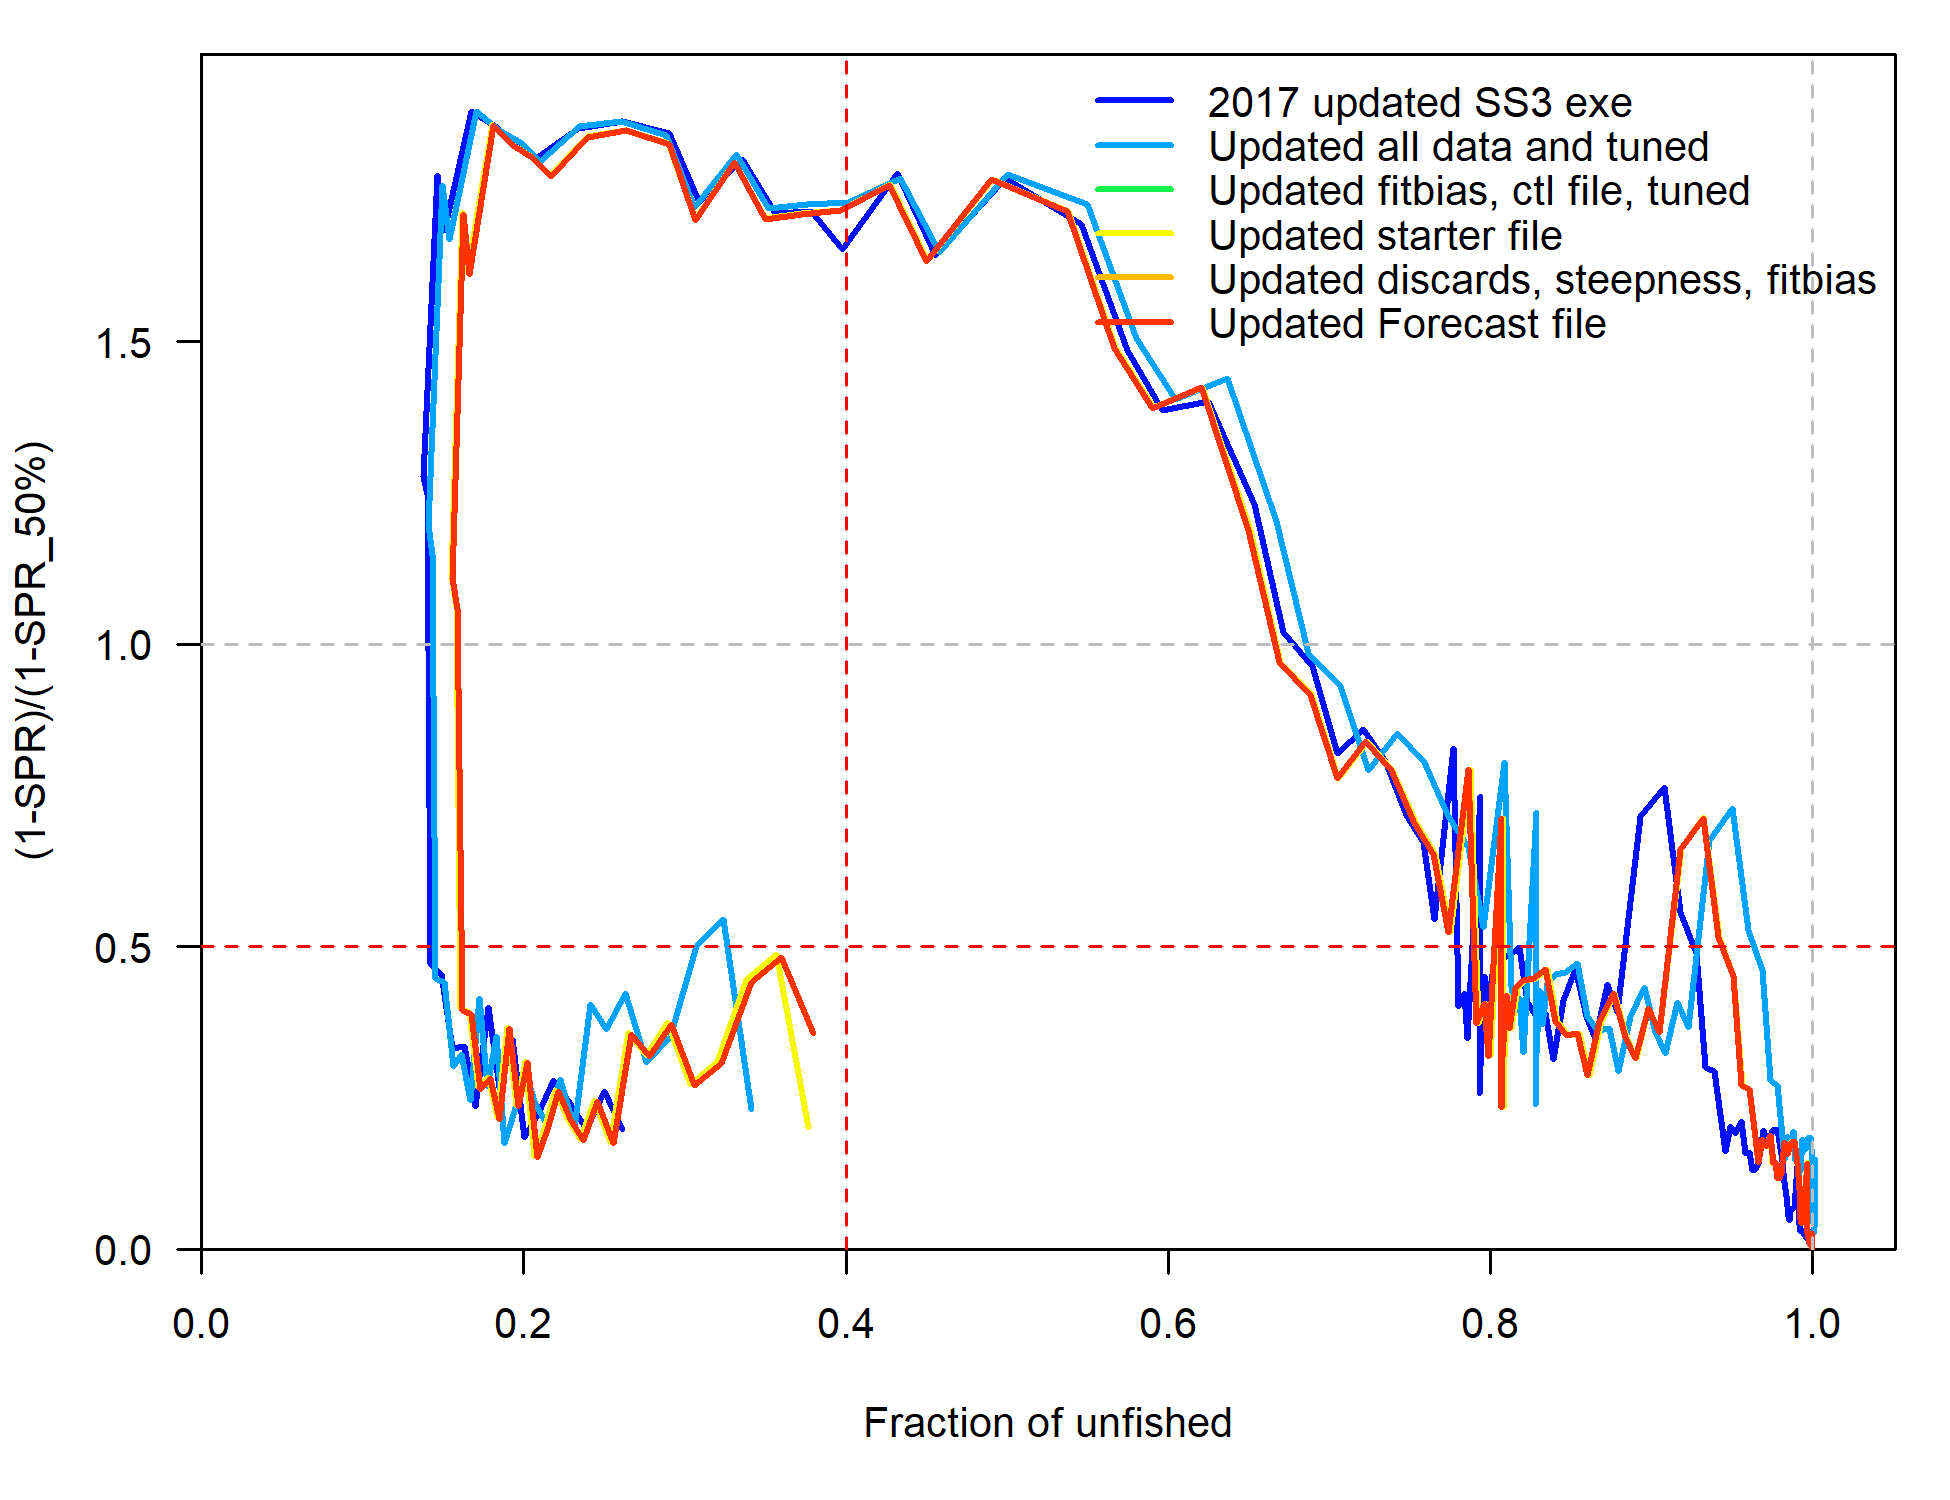 2017 updated SS3 exe
Updated all data and tuned
Updated fitbias, ctl file, tuned
Updated starter file
Updated discards, steepness, fitbias
Updated Forecast file
(1-SPR)/(1-SPR_50%)
1.5
1.0
0.5
0.0
0.0 0.2 0.4 0.6 0.8 1.0
Fraction of unfished